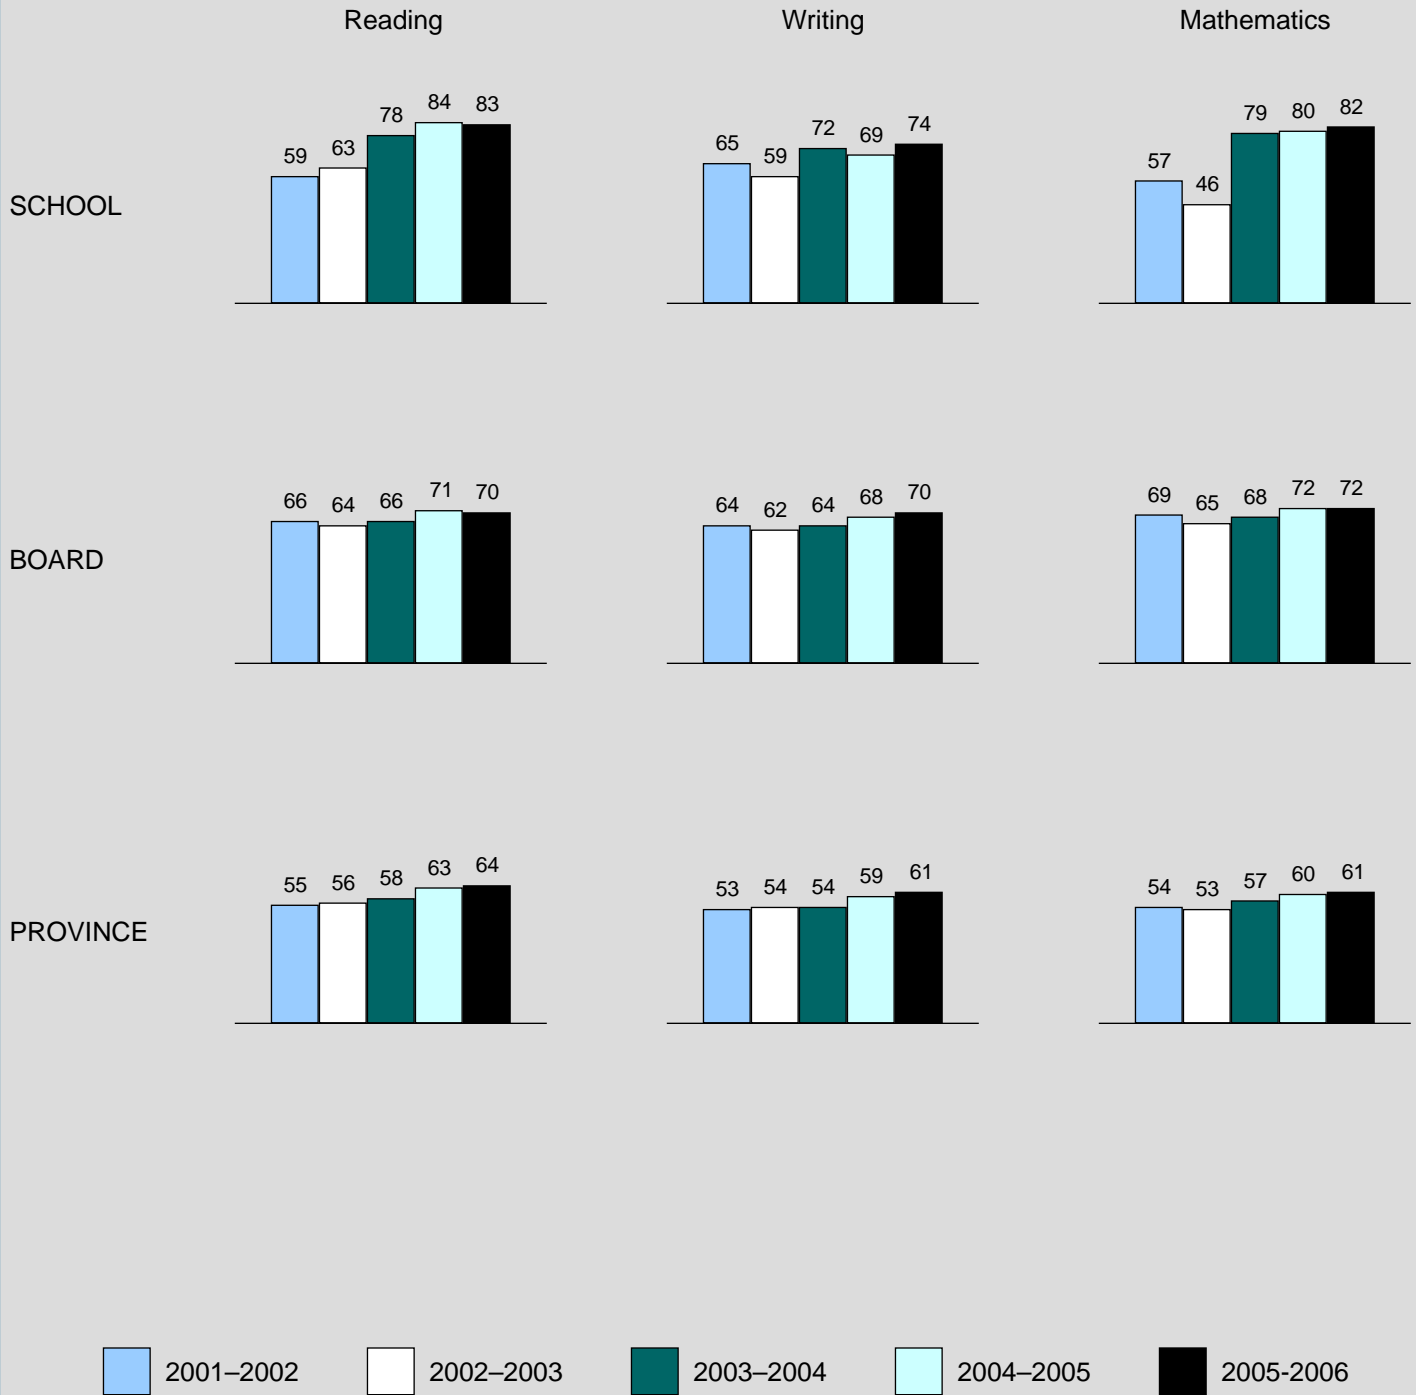 Reading Writing Mathematics
SCHOOL
59 63 78 84 83
65 59 72 69 74
57 46 79 80 82
BOARD
66 64 66 71 70
64 62 64 68 70
69 65 68 72 72
PROVINCE
55 56 58 63 64
53 54 54 59 61
54 53 57 60 61
2001–2002 2002–2003 2003–2004 2004–2005 2005-2006